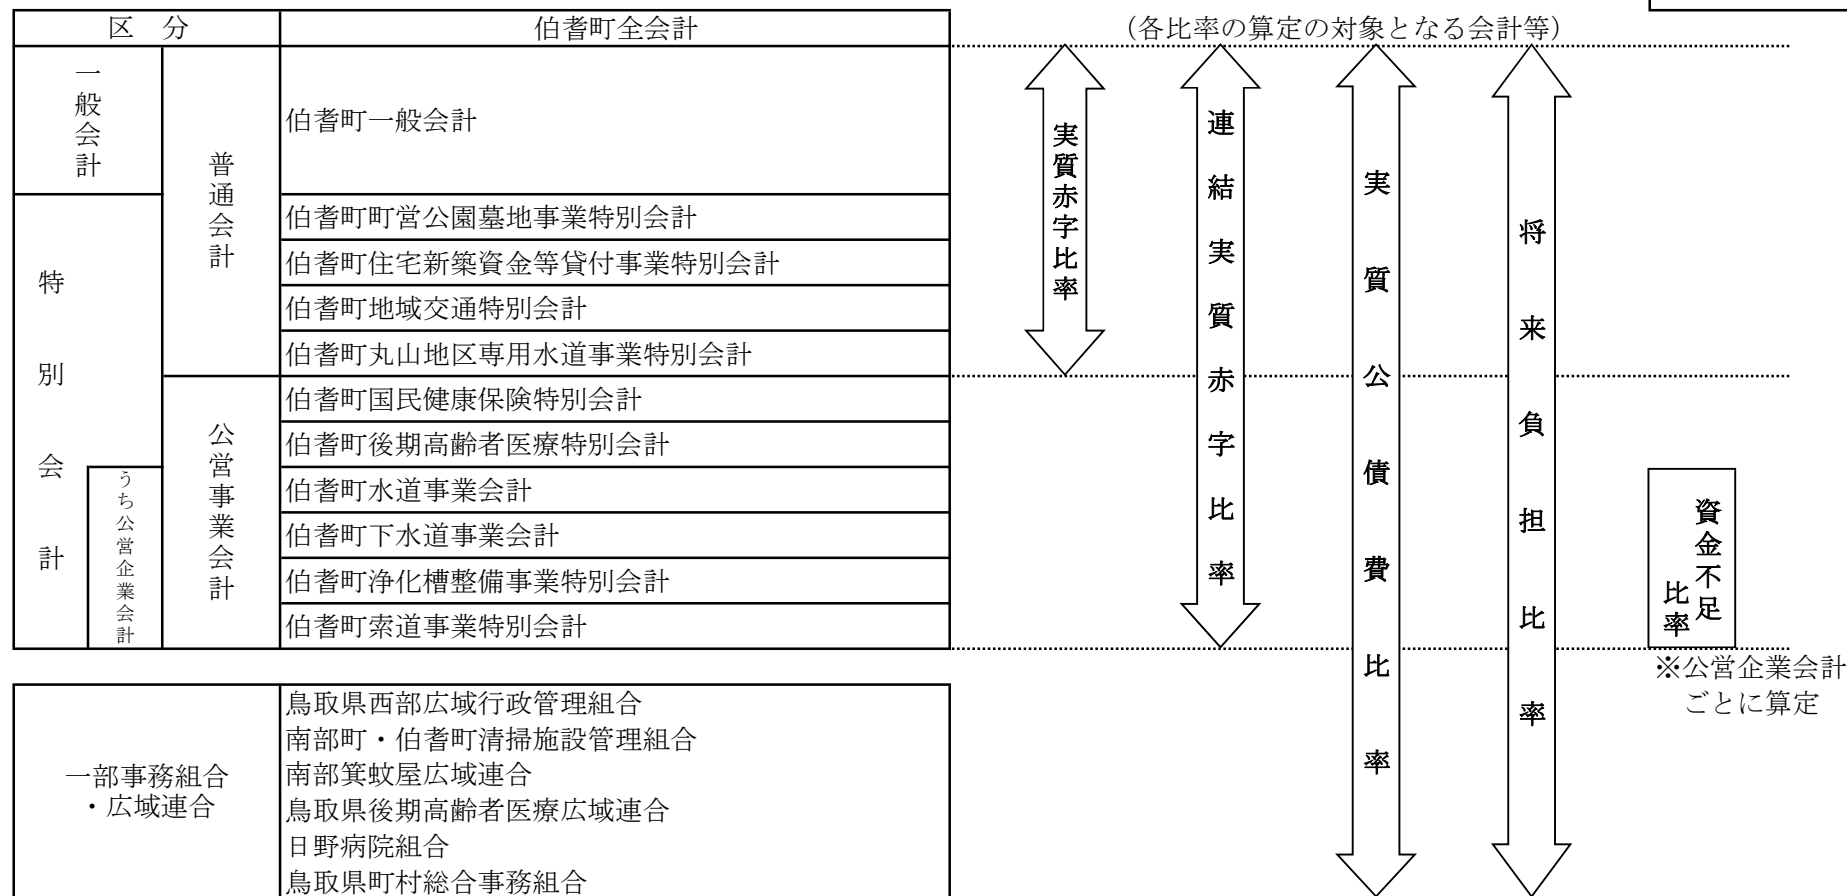 区 分
伯耆町全会計
(各比率の算定の対象となる会計等)
一般会計
普通会計
伯耆町一般会計
特別会計
伯耆町町営公園墓地事業特別会計
伯耆町住宅新築資金等貸付事業特別会計
伯耆町地域交通特別会計
伯耆町丸山地区専用水道事業特別会計
公営事業会計
伯耆町国民健康保険特別会計
伯耆町後期高齢者医療特別会計
うち公営企業会計
伯耆町水道事業会計
伯耆町下水道事業会計
伯耆町浄化槽整備事業特別会計
伯耆町索道事業特別会計
実質赤字比率
連結実質赤字比率
実質公債費比率
将来負担比率
資金不足
比率
※公営企業会計
ごとに算定
一部事務組合
・広域連合
鳥取県西部広域行政管理組合
南部町・伯耆町清掃施設管理組合
南部箕蚊屋広域連合
鳥取県後期高齢者医療広域連合
日野病院組合
鳥取県町村総合事務組合